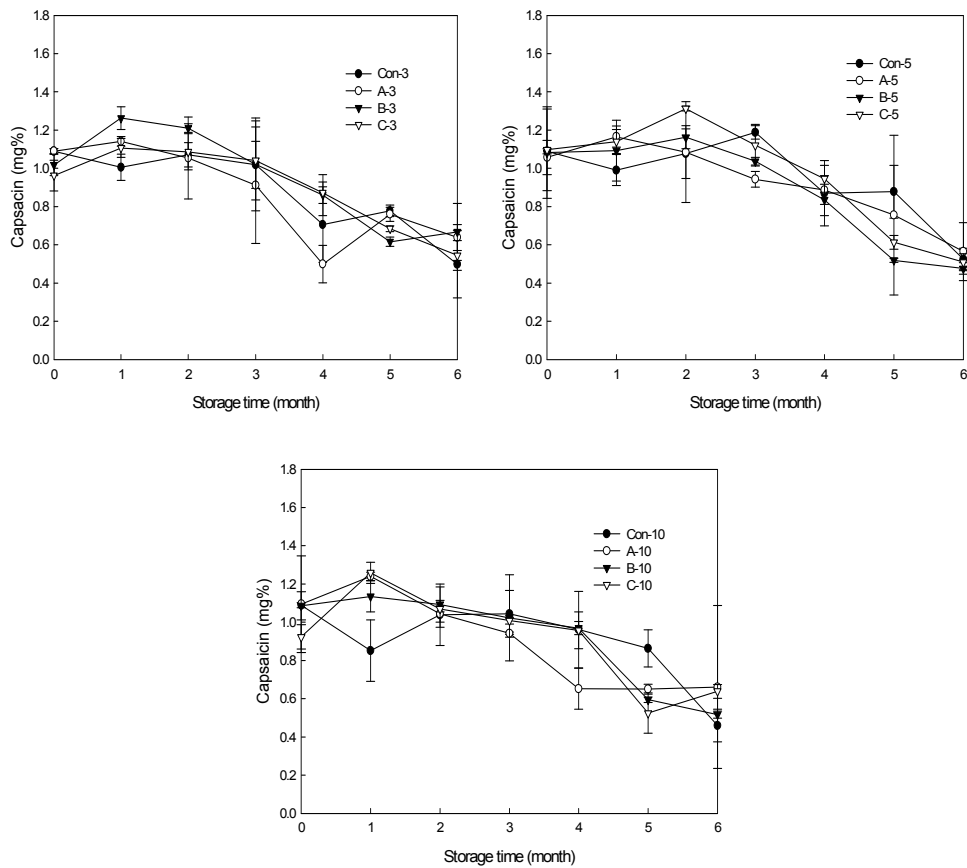 1.8
1.6
1.4
1.2
1.0
0.8
0.6
0.4
0.2
0.0
Capsaicin (mg%)
Con-3
A-3
B-3
C-3
0 1 2 3 4 5 6
Storage time (month)
1.8
1.6
1.4
1.2
1.0
0.8
0.6
0.4
0.2
0.0
Capsaicin (mg%)
Con-5
A-5
B-5
C-5
0 1 2 3 4 5 6
Storage time (month)
1.8
1.6
1.4
1.2
1.0
0.8
0.6
0.4
0.2
0.0
Capsaicin (mg%)
Con-10
A-10
B-10
C-10
0 1 2 3 4 5 6
Storage time (month)